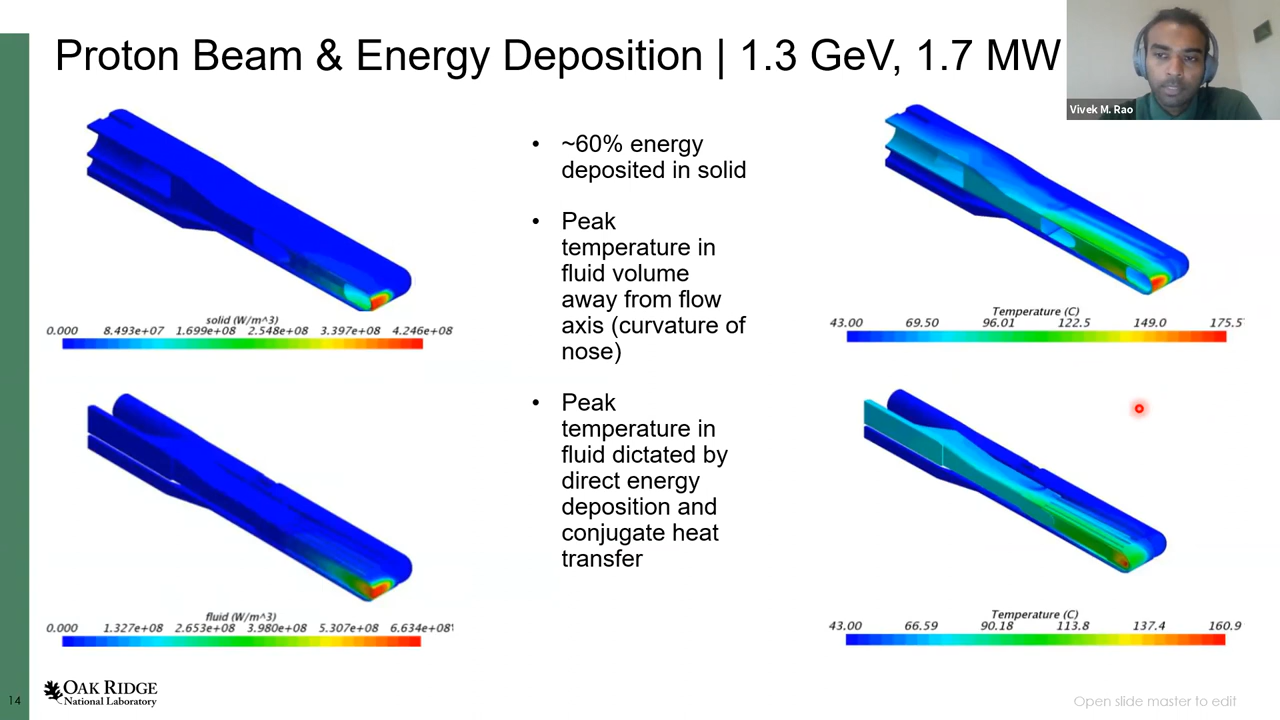 Proton Beam & Energy Deposition | 1.3 GeV, 1.7 MW
Vivek M. Rao
• ~60% energy
deposited in solid
• Peak
temperature in
fluid volume
away from flow
axis (curvature of
nose)
• Peak
temperature in
fluid dictated by
direct energy
deposition and
conjugate heat
transfer
solid (W/m^3)
0.000 8.493e+07 1.699e+08 2.548e+08 3.397e+08 4.246e+08
Temperature (C)
43.00 69.50 96.01 122.5 149.0 175.5
fluid (W/m^3)
0.000 1.327e+08 2.653e+08 3.980e+08 5.307e+08 6.634e+08
Temperature (C)
43.00 66.59 90.18 113.8 137.4 160.9
14
OAK RIDGE
National Laboratory
Open slide master to edit